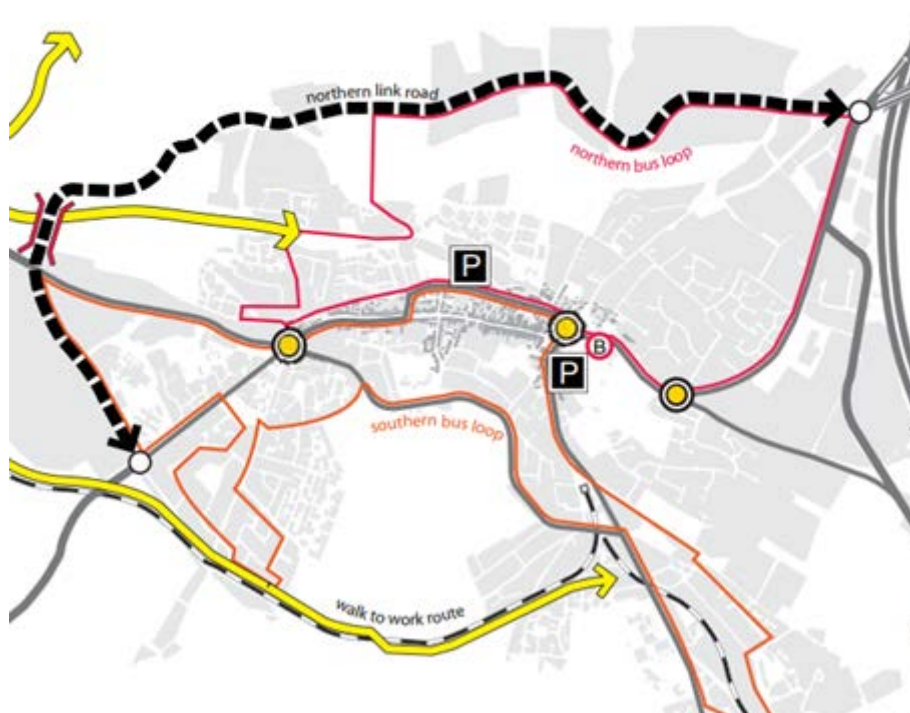 northern link road
northern bus loop
P
B
P
southern bus loop
walk to work route